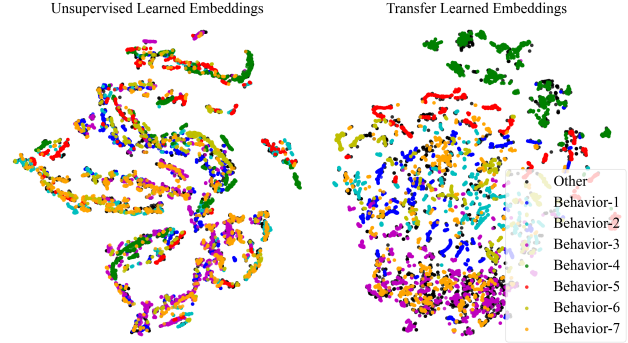 Unsupervised Learned Embeddings
Transfer Learned Embeddings
Other
Behavior-1
Behavior-2
Behavior-3
Behavior-4
Behavior-5
Behavior-6
Behavior-7